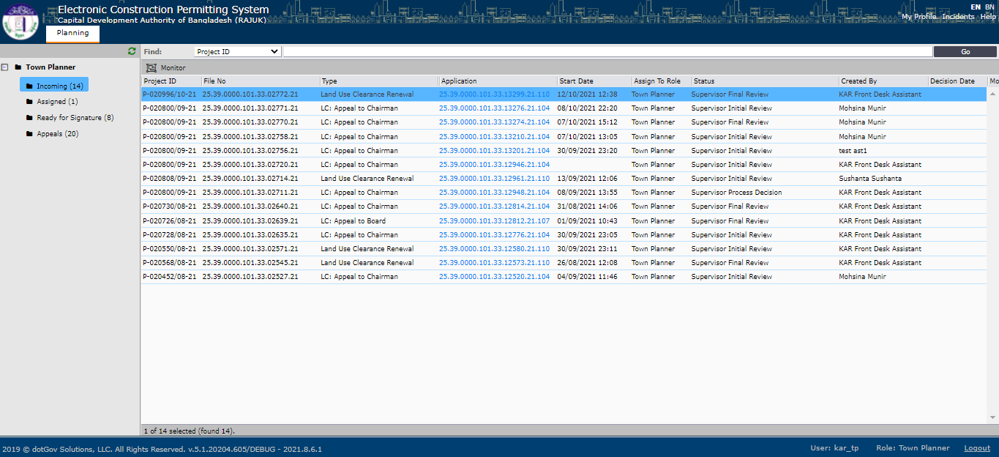 Electronic Construction Permitting System
Capital Development Authority of Bangladesh (RAJUK)
EN BN
My Profile Incidents Help
Planning
Find: Project ID Go
Town Planner
Incoming (14)
Assigned (1)
Ready for Signature (8)
Appeals (20)
Monitor
Project ID File No Type Application Start Date Assign To Role Status Created By Decision Date Mo
P-020996/10-21 25.39.0000.101.33.02772.21 Land Use Clearance Renewal 25.39.0000.101.33.13299.21.110 12/10/2021 12:38 Town Planner Supervisor Final Review KAR Front Desk Assistant
P-020800/09-21 25.39.0000.101.33.02771.21 LC: Appeal to Chairman 25.39.0000.101.33.13276.21.104 08/10/2021 22:20 Town Planner Supervisor Initial Review Mohsina Munir
P-020800/09-21 25.39.0000.101.33.02770.21 LC: Appeal to Chairman 25.39.0000.101.33.13274.21.104 07/10/2021 15:12 Town Planner Supervisor Final Review Mohsina Munir
P-020800/09-21 25.39.0000.101.33.02758.21 LC: Appeal to Chairman 25.39.0000.101.33.13210.21.104 07/10/2021 13:05 Town Planner Supervisor Initial Review Mohsina Munir
P-020800/09-21 25.39.0000.101.33.02756.21 LC: Appeal to Chairman 25.39.0000.101.33.13201.21.104 30/09/2021 23:20 Town Planner Supervisor Initial Review test ast1
P-020800/09-21 25.39.0000.101.33.02720.21 LC: Appeal to Chairman 25.39.0000.101.33.12946.21.104 Town Planner Supervisor Initial Review KAR Front Desk Assistant
P-020808/09-21 25.39.0000.101.33.02714.21 Land Use Clearance Renewal 25.39.0000.101.33.12961.21.110 13/09/2021 12:06 Town Planner Supervisor Initial Review Sushanta Sushanta
P-020800/09-21 25.39.0000.101.33.02711.21 LC: Appeal to Chairman 25.39.0000.101.33.12948.21.104 08/09/2021 13:55 Town Planner Supervisor Process Decision KAR Front Desk Assistant
P-020730/08-21 25.39.0000.101.33.02640.21 LC: Appeal to Chairman 25.39.0000.101.33.12814.21.104 31/08/2021 14:06 Town Planner Supervisor Final Review KAR Front Desk Assistant
P-020726/08-21 25.39.0000.101.33.02639.21 LC: Appeal to Board 25.39.0000.101.33.12812.21.107 01/09/2021 10:43 Town Planner Supervisor Final Review KAR Front Desk Assistant
P-020728/08-21 25.39.0000.101.33.02635.21 LC: Appeal to Chairman 25.39.0000.101.33.12776.21.104 30/09/2021 23:05 Town Planner Supervisor Initial Review KAR Front Desk Assistant
P-020550/08-21 25.39.0000.101.33.02571.21 Land Use Clearance Renewal 25.39.0000.101.33.12580.21.110 30/09/2021 23:11 Town Planner Supervisor Initial Review KAR Front Desk Assistant
P-020568/08-21 25.39.0000.101.33.02545.21 Land Use Clearance Renewal 25.39.0000.101.33.12573.21.110 26/08/2021 12:08 Town Planner Supervisor Final Review KAR Front Desk Assistant
P-020452/08-21 25.39.0000.101.33.02527.21 LC: Appeal to Chairman 25.39.0000.101.33.12520.21.104 04/09/2021 11:46 Town Planner Supervisor Initial Review Mohsina Munir
1 of 14 selected (found 14).
2019 © dotGov Solutions, LLC. All Rights Reserved. v.5.1.20204.605/DEBUG - 2021.8.6.1 User: kar_tp Role: Town Planner Logout